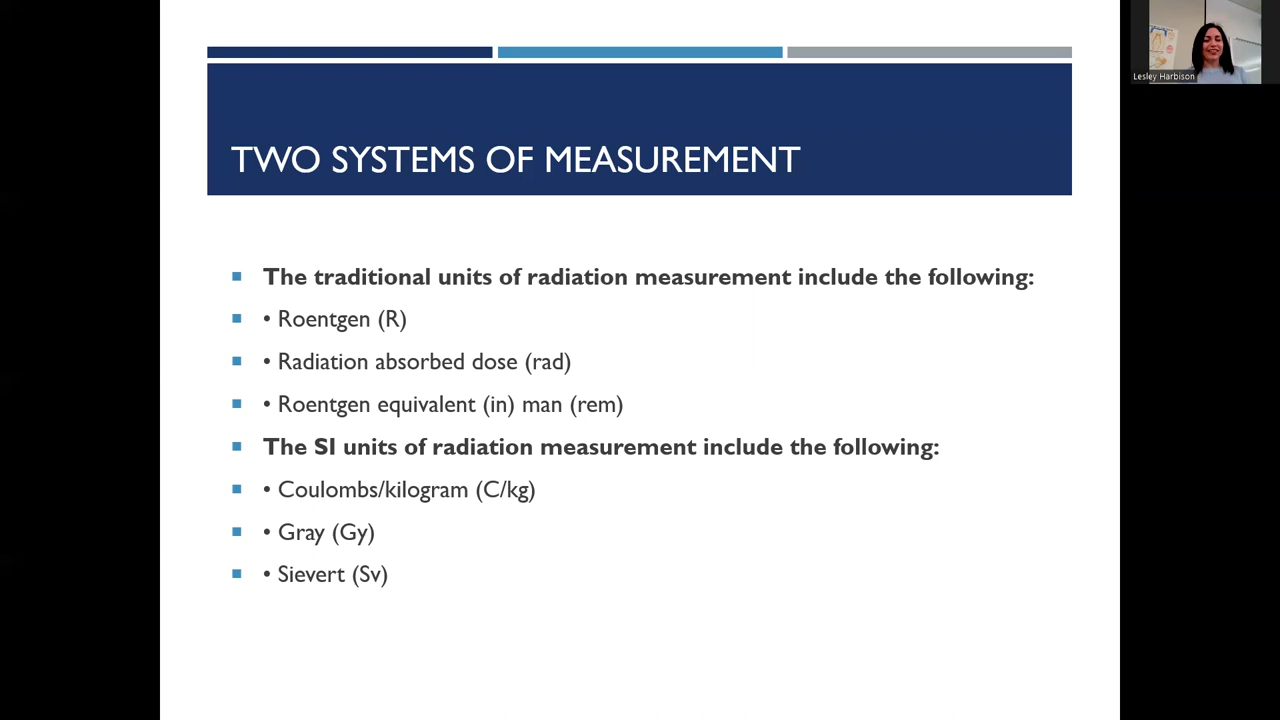 TWO SYSTEMS OF MEASUREMENT
Lesley Harbison
The traditional units of radiation measurement include the following:
• Roentgen (R)
• Radiation absorbed dose (rad)
• Roentgen equivalent (in) man (rem)
The SI units of radiation measurement include the following:
• Coulombs/kilogram (C/kg)
• Gray (Gy)
• Sievert (Sv)